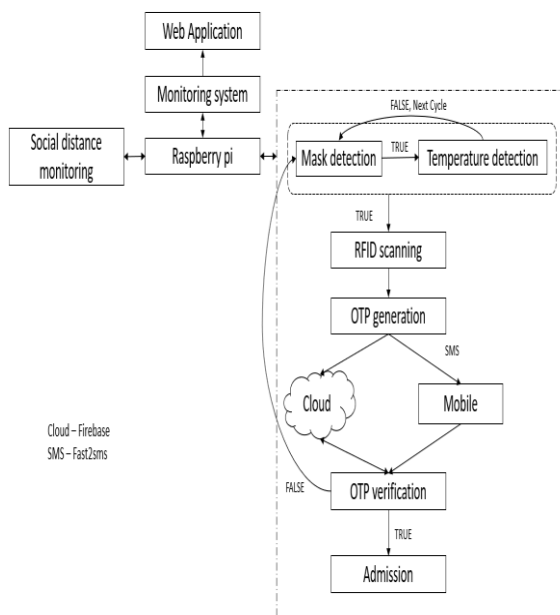 Web Application
Monitoring system
FALSE, Next Cycle
Social distance
monitoring
Raspberry pi
Mask detection
TRUE
Temperature detection
TRUE
RFID scanning
OTP generation
SMS
Cloud
Mobile
Cloud – Firebase
SMS – Fast2sms
FALSE
OTP verification
TRUE
Admission